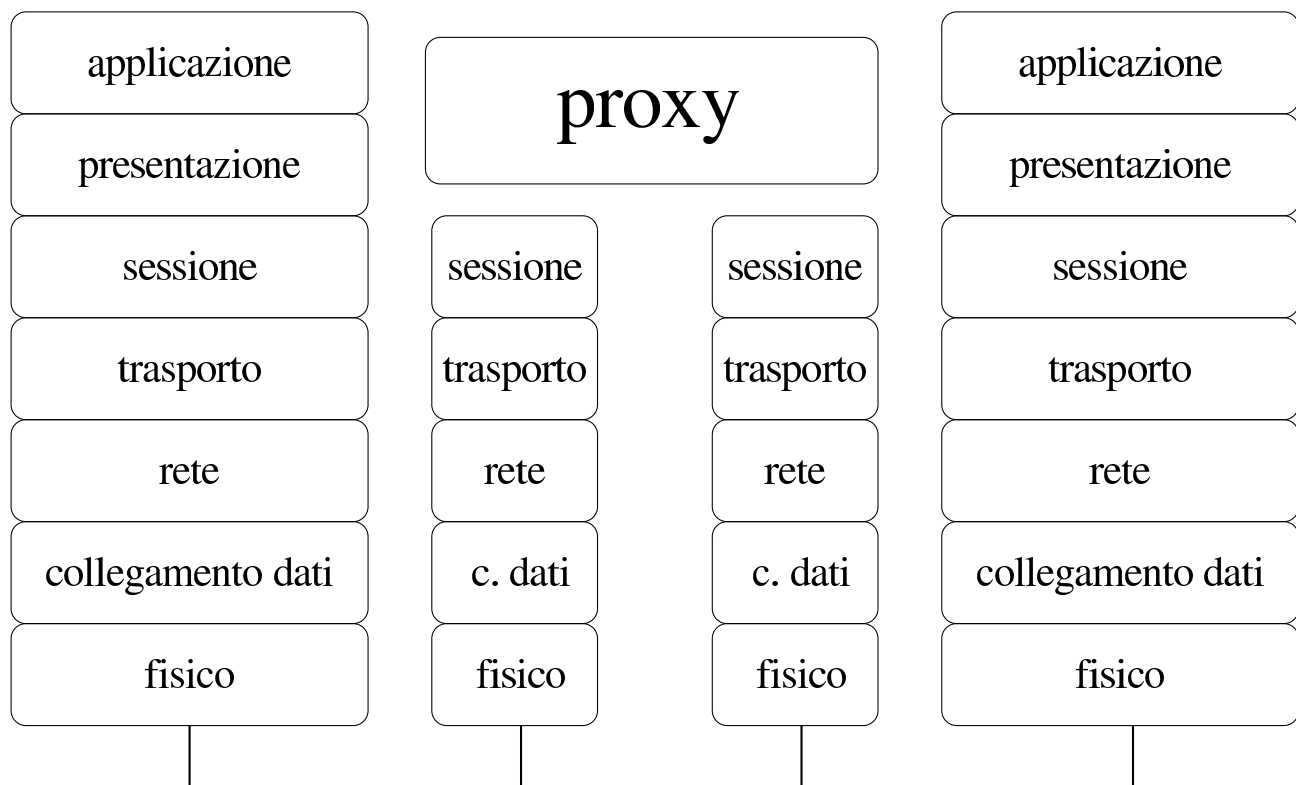 applicazione
presentazione
sessione
trasporto
rete
collegamento dati
fisico
proxy
sessione
trasporto
rete
c. dati
fisico
sessione
trasporto
rete
c. dati
fisico
applicazione
presentazione
sessione
trasporto
rete
collegamento dati
fisico